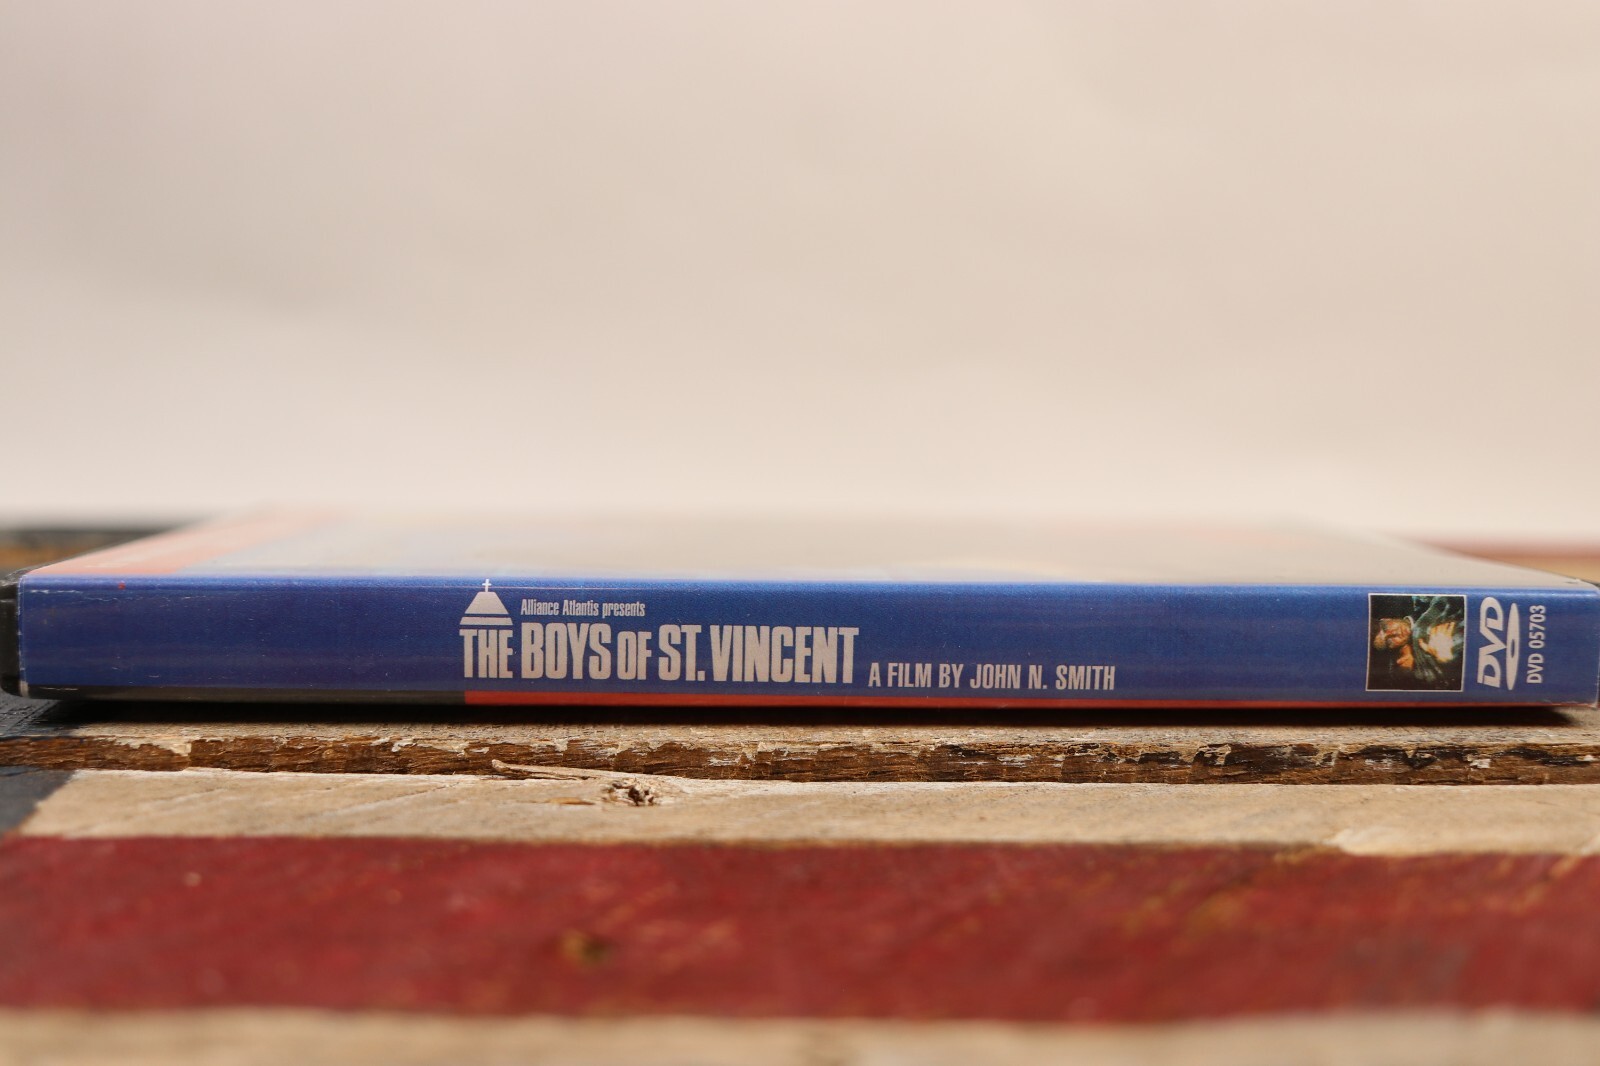 Alliance Atlantis presents
THE BOYS OF ST. VINCENT
A FILM BY JOHN N. SMITH
DVD
DVD 05703